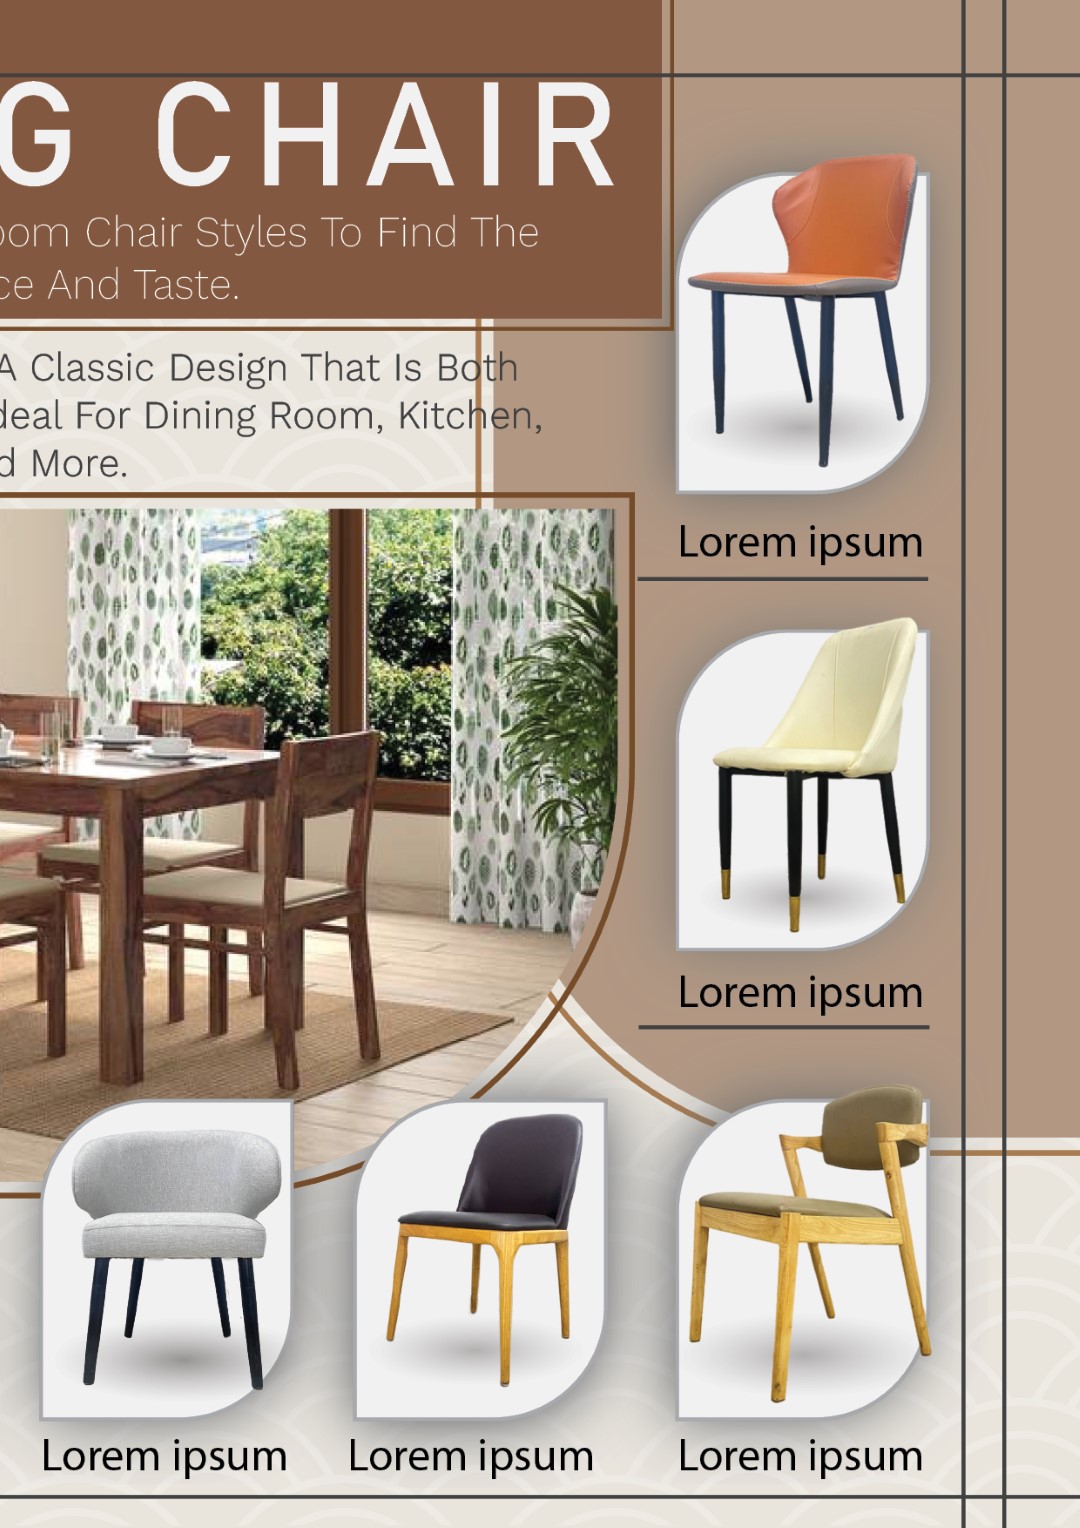 G CHAIR
oom Chair Styles To Find The
ce And Taste.
A Classic Design That Is Both
deal For Dining Room, Kitchen,
d More.
Lorem ipsum
Lorem ipsum
Lorem ipsum
Lorem ipsum
Lorem ipsum